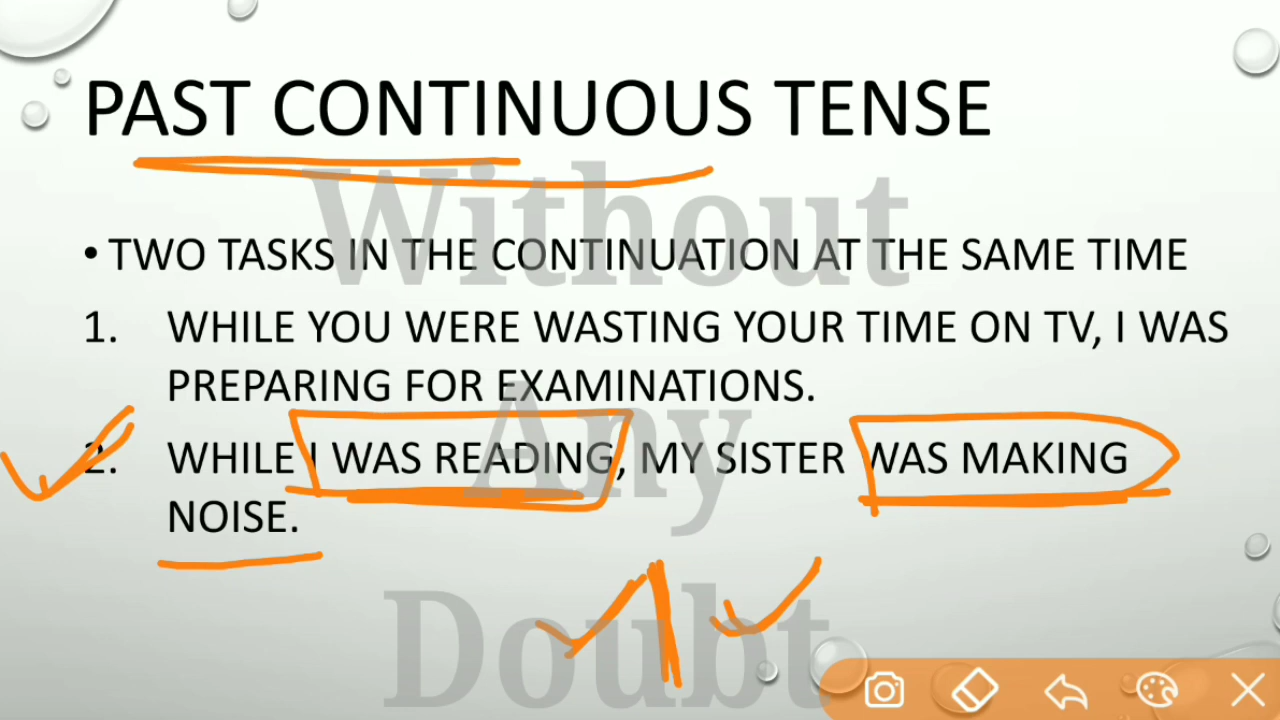 PAST CONTINUOUS TENSE
• TWO TASKS IN THE CONTINUATION AT THE SAME TIME
1. WHILE YOU WERE WASTING YOUR TIME ON TV, I WAS
PREPARING FOR EXAMINATIONS.
2. WHILE I WAS READING, MY SISTER WAS MAKING
NOISE.
Without
Any
Doubt